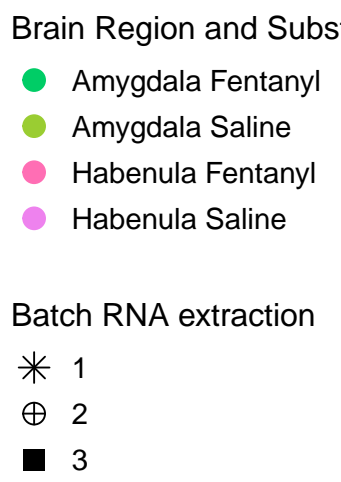 Brain Region and Subs
Amygdala Fentanyl
Amygdala Saline
Habenula Fentanyl
Habenula Saline
Batch RNA extraction
1
2
3